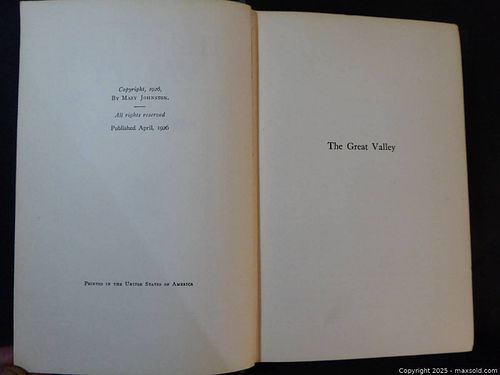 Copyright, 1926,
By Mary Johnston.
All rights reserved
Published April, 1926
Printed in the United States of America
The Great Valley
Copyright 2025 - maxsold.com